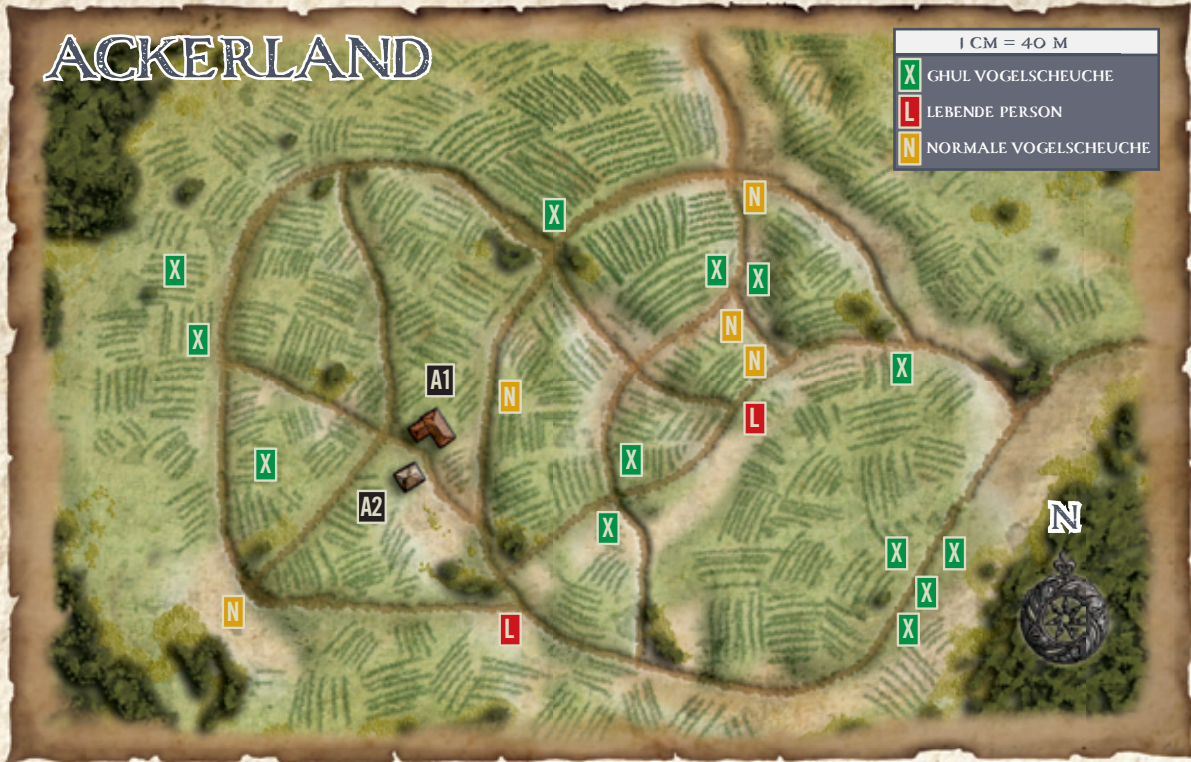 ACKERLAND
1 CM = 40 M
X GHUL VOGELSCHEUCHE
L LEBENDE PERSON
N NORMALE VOGELSCHEUCHE
N
X
X
X
X
N
X
N
X
X
A1
N
L
X
X
A2
N
X
X
X
X
N
X
L